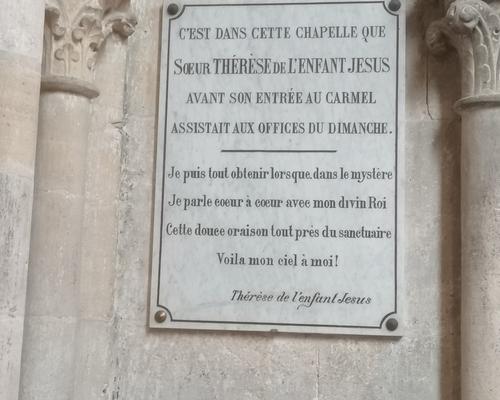 C'EST DANS CETTE CHAPELLE QUE
SŒUR THÉRÈSE DE L'ENFANT JESUS
AVANT SON ENTRÉE AU CARMEL
ASSISTAIT AUX OFFICES DU DIMANCHE.
Je puis tout obtenir lorsque, dans le mystère
Je parle coeur à coeur avec mon divin Roi
Cette douce oraison tout près du sanctuaire
Voila mon ciel à moi!
Thérèse de l'enfant Jesus